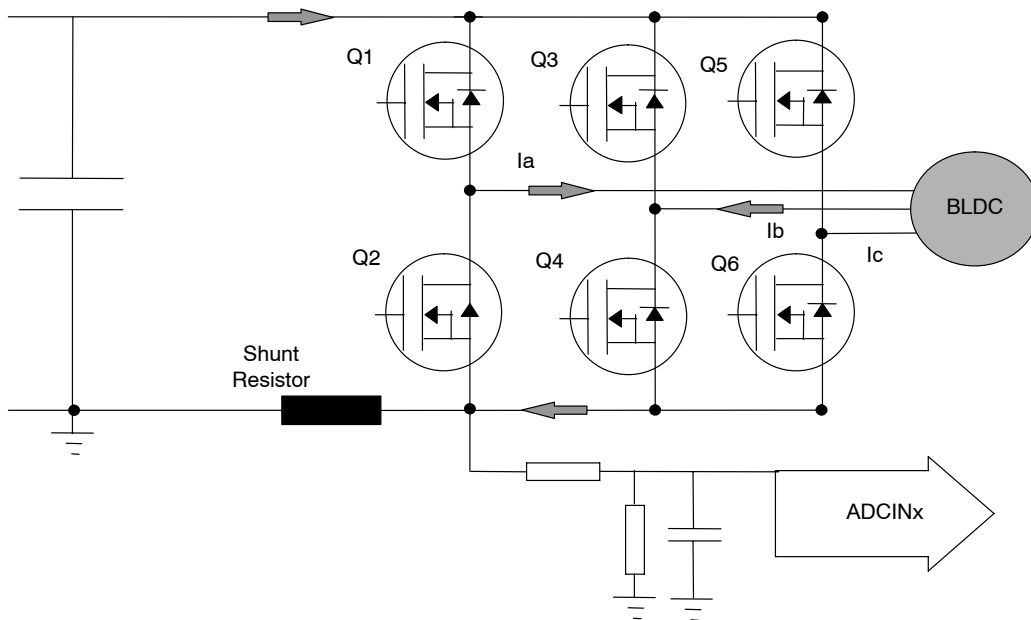 Q1
Q3
Q5
Ia
BLDC
Ib
Ic
Q2
Q4
Q6
Shunt
Resistor
ADCINx